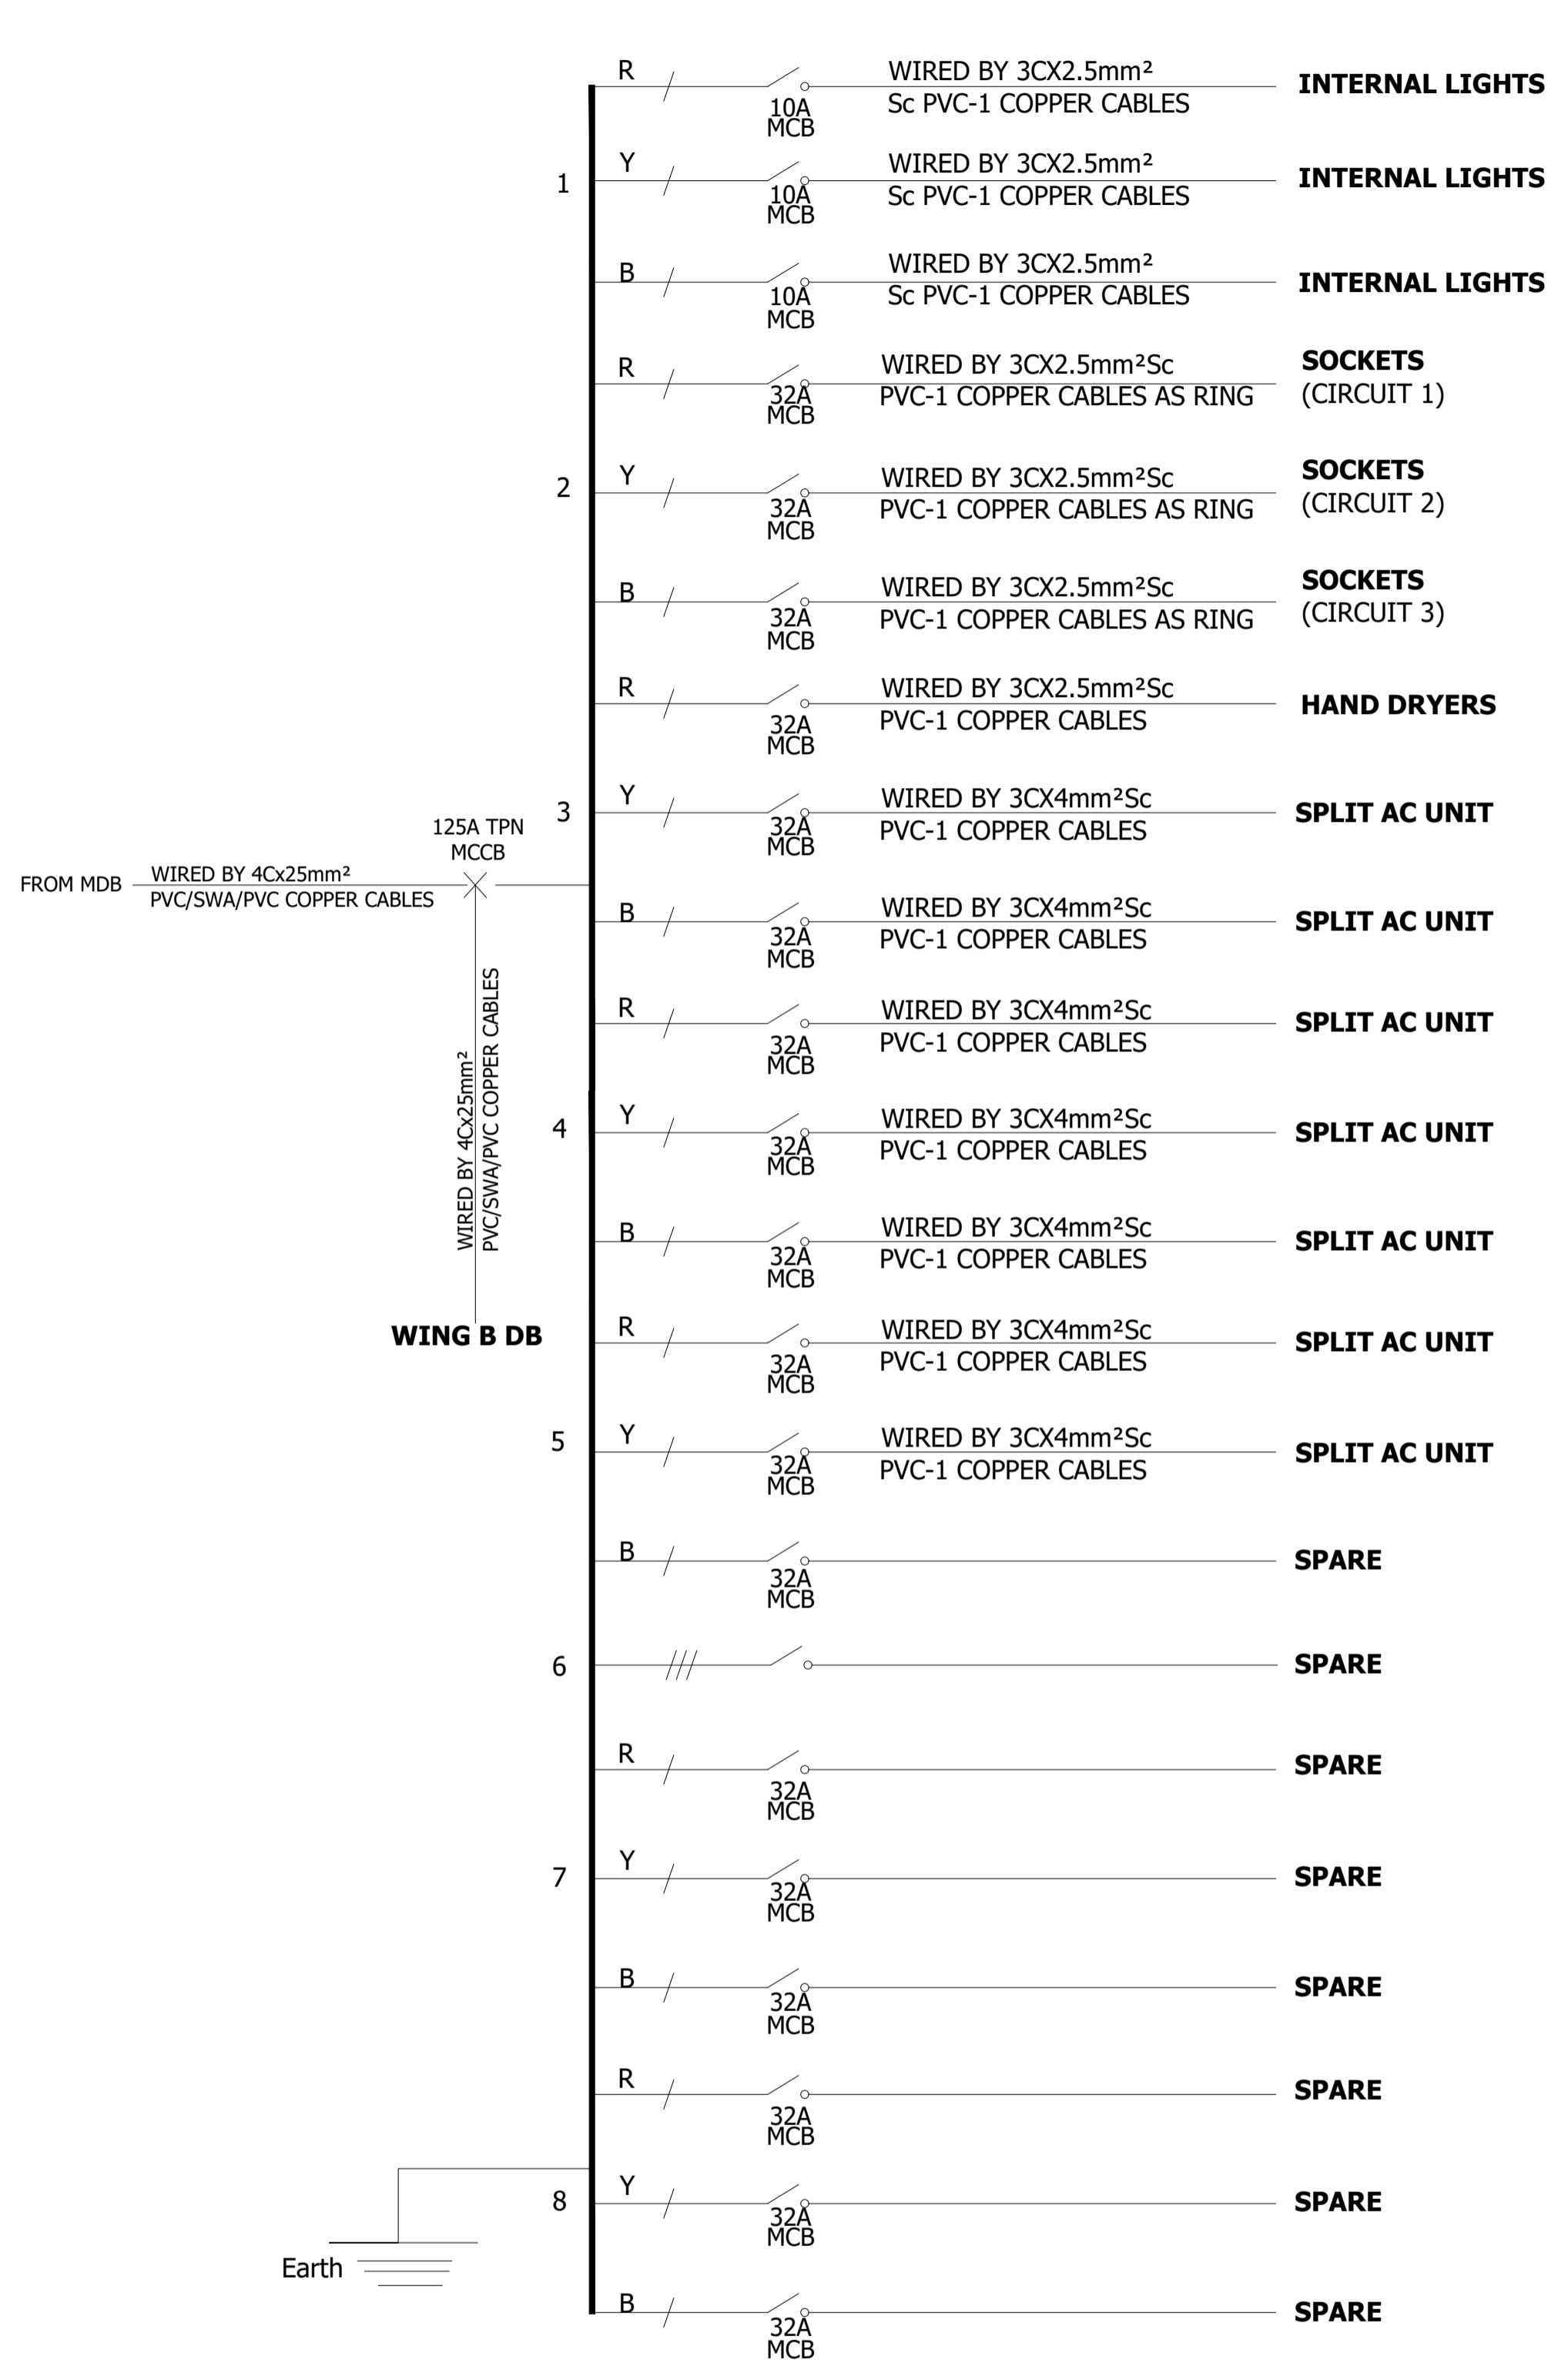 R
WIRED BY 3CX2.5mm²
Sc PVC-1 COPPER CABLES
10A
MCB
INTERNAL LIGHTS
1
Y
WIRED BY 3CX2.5mm²
Sc PVC-1 COPPER CABLES
10A
MCB
INTERNAL LIGHTS
B
WIRED BY 3CX2.5mm²
Sc PVC-1 COPPER CABLES
10A
MCB
INTERNAL LIGHTS
R
WIRED BY 3CX2.5mm²Sc
PVC-1 COPPER CABLES AS RING
32A
MCB
SOCKETS
(CIRCUIT 1)
2
Y
WIRED BY 3CX2.5mm²Sc
PVC-1 COPPER CABLES AS RING
32A
MCB
SOCKETS
(CIRCUIT 2)
B
WIRED BY 3CX2.5mm²Sc
PVC-1 COPPER CABLES AS RING
32A
MCB
SOCKETS
(CIRCUIT 3)
R
WIRED BY 3CX2.5mm²Sc
PVC-1 COPPER CABLES
32A
MCB
HAND DRYERS
3
Y
WIRED BY 3CX4mm²Sc
PVC-1 COPPER CABLES
32A
MCB
SPLIT AC UNIT
125A TPN
MCCB
FROM MDB
WIRED BY 4Cx25mm²
PVC/SWA/PVC COPPER CABLES
B
WIRED BY 3CX4mm²Sc
PVC-1 COPPER CABLES
32A
MCB
SPLIT AC UNIT
WIRED BY 4Cx25mm²
PVC/SWA/PVC COPPER CABLES
WING B DB
R
WIRED BY 3CX4mm²Sc
PVC-1 COPPER CABLES
32A
MCB
SPLIT AC UNIT
4
Y
WIRED BY 3CX4mm²Sc
PVC-1 COPPER CABLES
32A
MCB
SPLIT AC UNIT
B
WIRED BY 3CX4mm²Sc
PVC-1 COPPER CABLES
32A
MCB
SPLIT AC UNIT
R
WIRED BY 3CX4mm²Sc
PVC-1 COPPER CABLES
32A
MCB
SPLIT AC UNIT
5
Y
WIRED BY 3CX4mm²Sc
PVC-1 COPPER CABLES
32A
MCB
SPLIT AC UNIT
B
32A
MCB
SPARE
6
SPARE
R
32A
MCB
SPARE
7
Y
32A
MCB
SPARE
B
32A
MCB
SPARE
R
32A
MCB
SPARE
8
Y
32A
MCB
SPARE
Earth
B
32A
MCB
SPARE